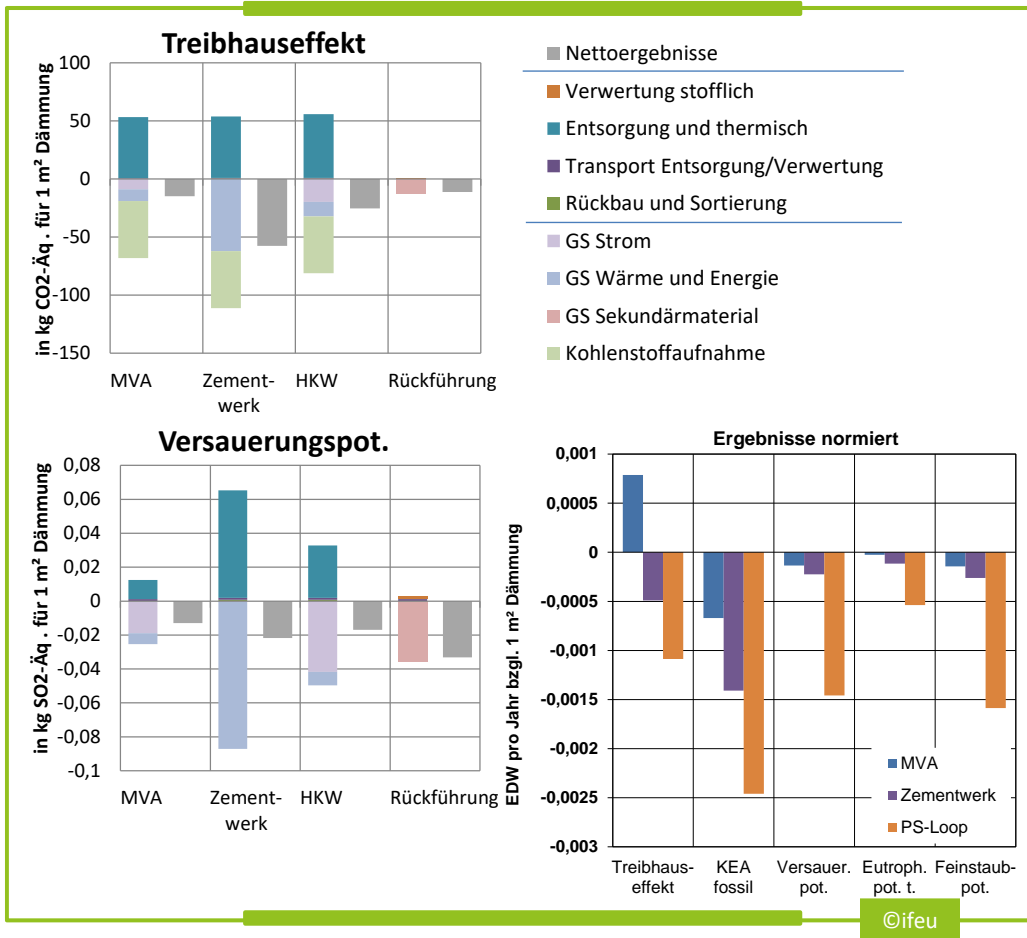 Treibhauseffekt
in kg CO2-Äq . für 1 m² Dämmung
100
50
0
-50
-100
-150
MVA
Zement-
werk
HKW
Rückführung
Nettoergebnisse
Verwertung stofflich
Entsorgung und thermisch
Transport Entsorgung/Verwertung
Rückbau und Sortierung
GS Strom
GS Wärme und Energie
GS Sekundärmaterial
Kohlenstoffaufnahme
Versauerungspot.
in kg SO2-Äq . für 1 m² Dämmung
0,08
0,06
0,04
0,02
0
-0,02
-0,04
-0,06
-0,08
-0,1
MVA
Zement-
werk
HKW
Rückführung
Ergebnisse normiert
EDW pro Jahr bzgl. 1 m² Dämmung
0,001
0,0005
0
-0,0005
-0,001
-0,0015
-0,002
-0,0025
-0,003
MVA
Zementwerk
PS-Loop
Treibhaus-
effekt
KEA
fossil
Versauer.
pot.
Eutroph.
pot. t.
Feinstaub-
pot.
©ifeu